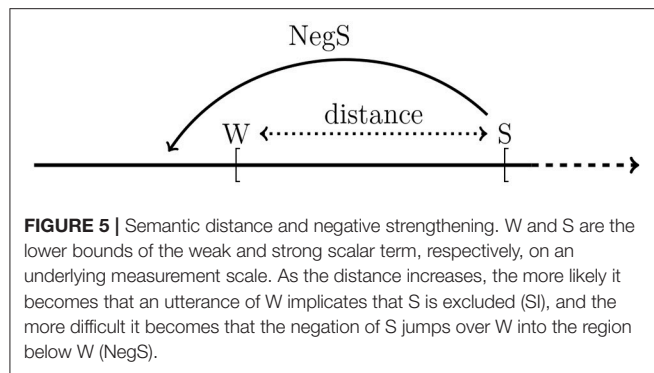 NegS
distance
W
S
FIGURE 5 | Semantic distance and negative strengthening. W and S are the
lower bounds of the weak and strong scalar term, respectively, on an
underlying measurement scale. As the distance increases, the more likely it
becomes that an utterance of W implicates that S is excluded (SI), and the
more difficult it becomes that the negation of S jumps over W into the region
below W (NegS).